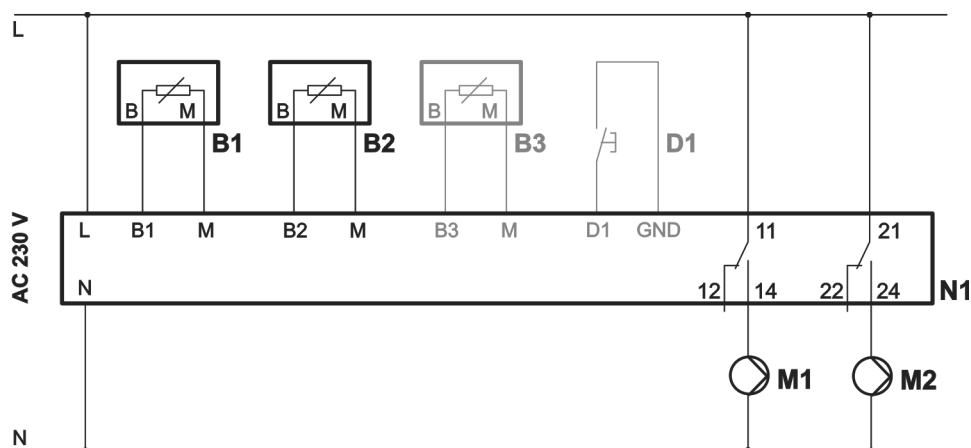 L
B M B M B M
B1 B2 B3 D1
AC 230 V
L B1 M B2 M B3 M D1 GND 11 21
N
12 14 22 24
N1
M1 M2
N